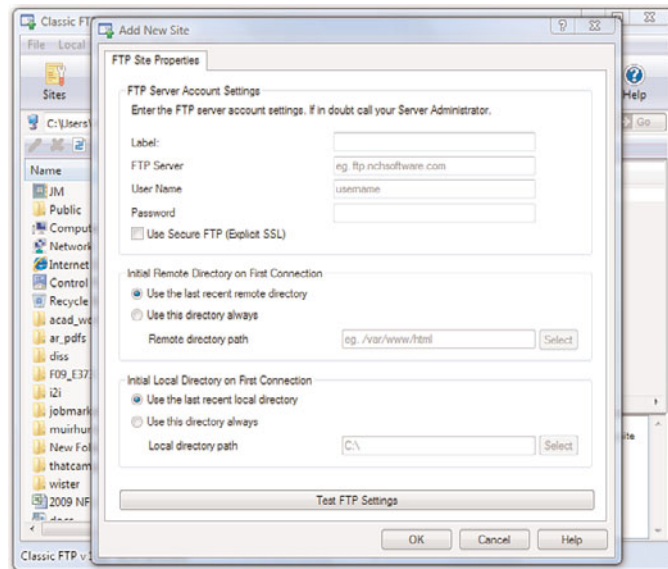 Classic FT
Add New Site
File Local
FTP Site Properties
Sites
Help
FTP Server Account Settings
Enter the FTP server account settings. If in doubt call your Server Administrator.
C:\Users\
Go
Label:
FTP Server
eg. ftp.nchsoftware.com
Name
User Name
username
JM
Public
Password
Comput
Use Secure FTP (Explicit SSL)
Network
Internet
Control
Initial Remote Directory on First Connection
Recycle
Use the last recent remote directory
acad_wo
Use this directory always
ar_pdfs
Remote directory path
eg. /var/www/html
Select
diss
F09_E37
Initial Local Directory on First Connection
i2i
Use the last recent local directory
jobmark
muirhur
Use this directory always
New Fol
Local directory path
C:\
Select
thatcam
wister
2009 NF
Test FTP Settings
docs
OK
Cancel
Help
Classic FTP v